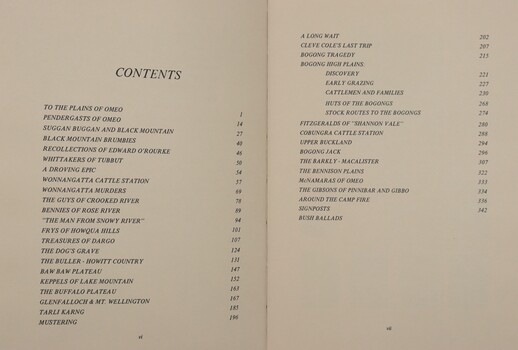 CONTENTS
TO THE PLAINS OF OMEO 1
PENDERGASTS OF OMEO 14
SUGGAN BUGGAN AND BLACK MOUNTAIN 27
BLACK MOUNTAIN BRUMBIES 40
RECOLLECTIONS OF EDWARD O'ROURKE 46
WHITTAKERS OF TUBBUT 50
A DROVING EPIC 54
WONNANGATTA CATTLE STATION 57
WONNANGATTA MURDERS 69
THE GUYS OF CROOKED RIVER 78
BENNIES OF ROSE RIVER 89
"THE MAN FROM SNOWY RIVER" 94
FRYS OF HOWQUA HILLS 101
TREASURES OF DARGO 107
THE DOG'S GRAVE 124
THE BULLER - HOWITT COUNTRY 131
BAW BAW PLATEAU 147
KEPPELS OF LAKE MOUNTAIN 152
THE BUFFALO PLATEAU 163
GLENFALLOCH & MT. WELLINGTON 167
TARLI KARNG 185
MUSTERING 196
vi
A LONG WAIT 202
CLEVE COLE'S LAST TRIP 207
BOGONG TRAGEDY 215
BOGONG HIGH PLAINS:
DISCOVERY 221
EARLY GRAZING 227
CATTLEMEN AND FAMILIES 230
HUTS OF THE BOGONGS 268
STOCK ROUTES TO THE BOGONGS 274
FITZGERALDS OF "SHANNON VALE" 280
COBUNGRA CATTLE STATION 288
UPPER BUCKLAND 294
BOGONG JACK 296
THE BARKLY - MACALISTER 307
THE BENNISON PLAINS 322
McNAMARAS OF OMEO 333
THE GIBSONS OF PINNIBAR AND GIBBO 334
AROUND THE CAMP FIRE 336
SIGNPOSTS 342
BUSH BALLADS
vii